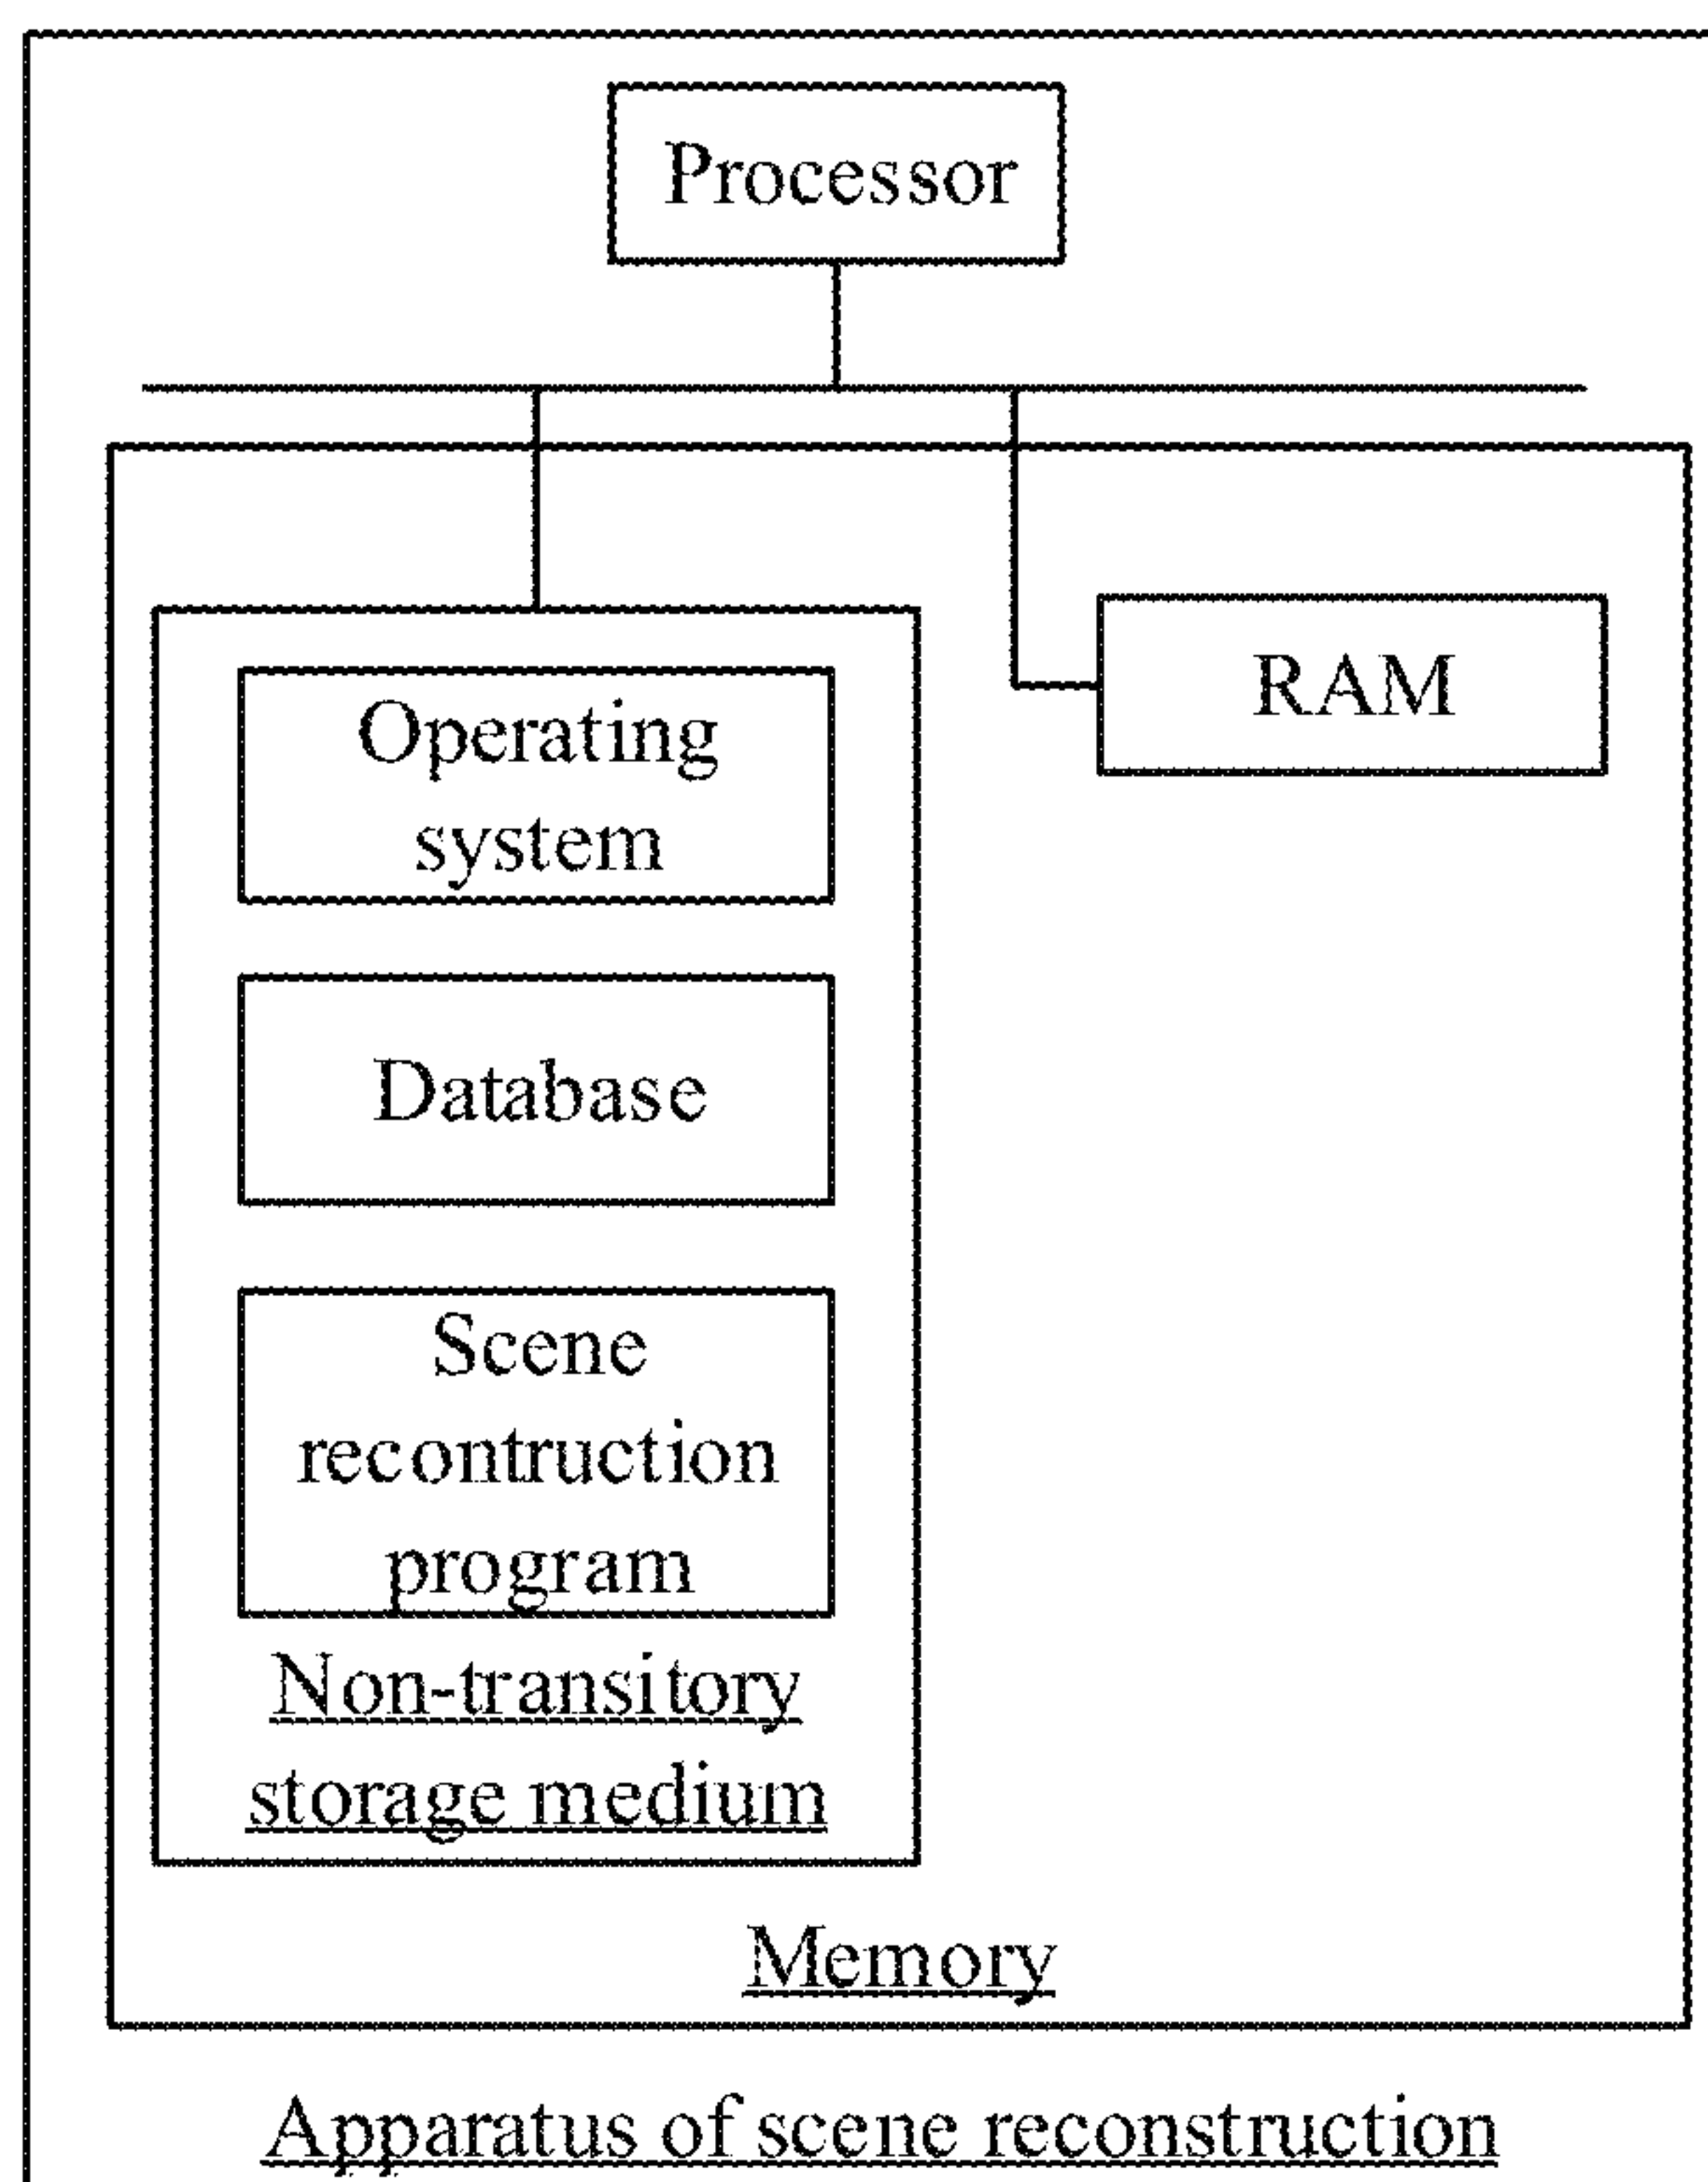 Processor
RAM
Operating
system
Database
Scene
recontruction
program
Non-transitory
storage medium
Memory
Apparatus of scene reconstruction